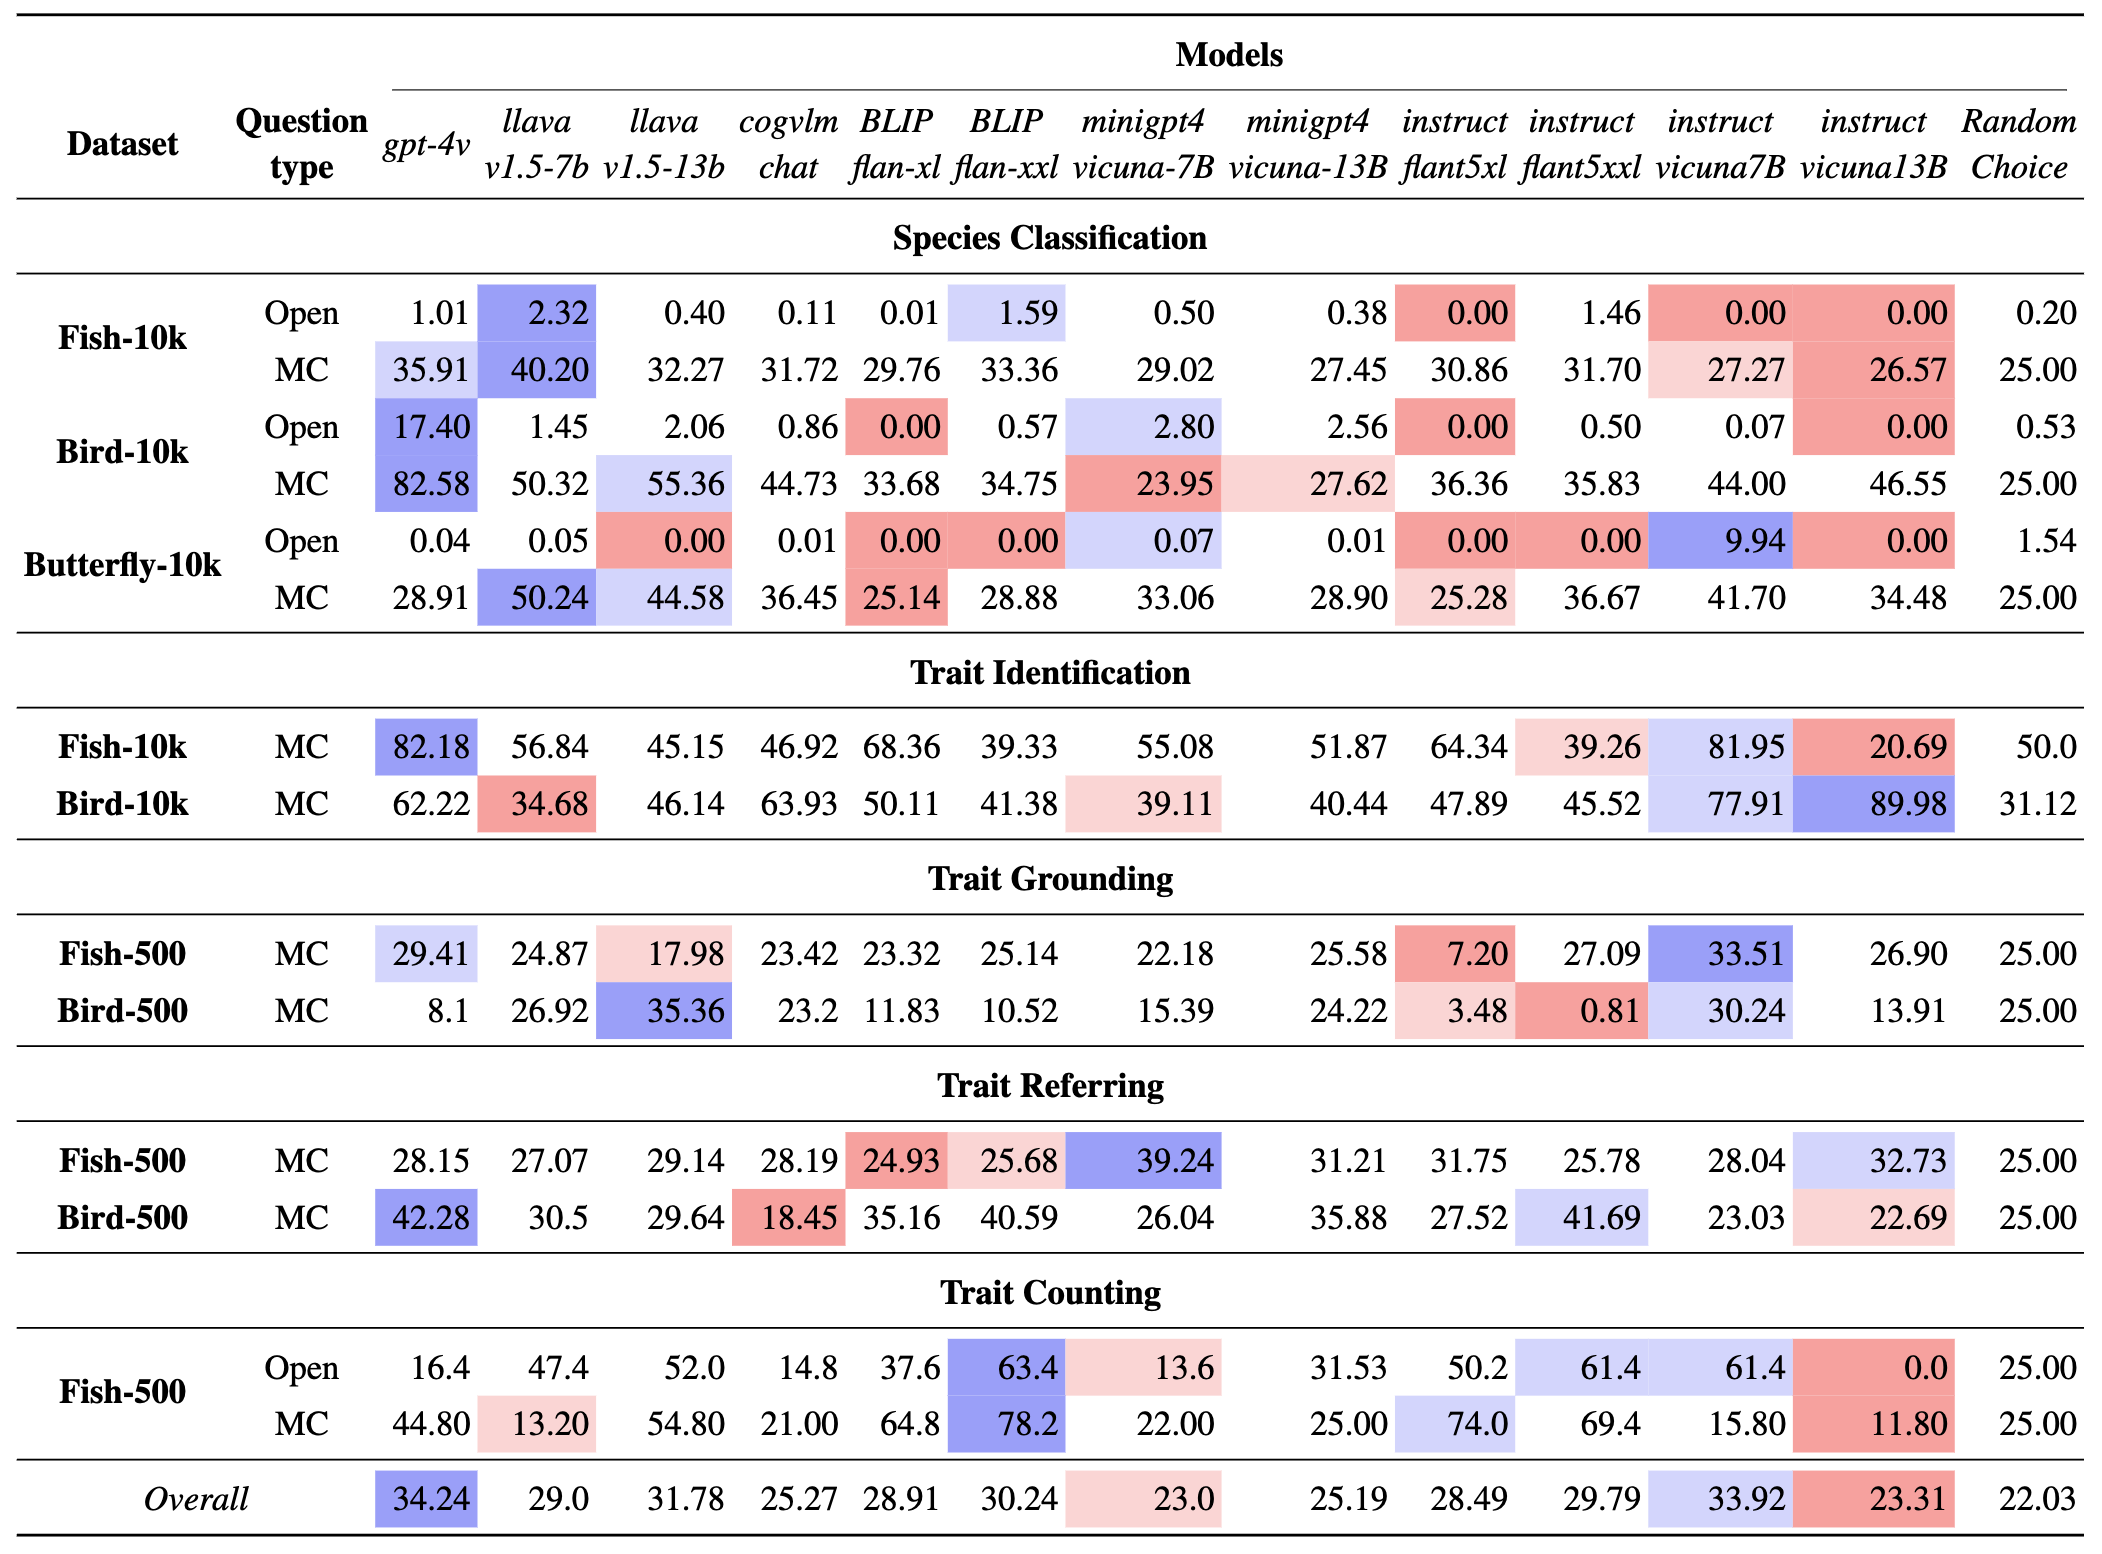 Models
Dataset Question type gpt-4v llava v1.5-7b llava v1.5-13b cogvlm chat BLIP flan-xl BLIP flan-xxl minigpt4 vicuna-7B minigpt4 vicuna-13B instruct flant5xl instruct flant5xxl instruct vicuna7B instruct vicuna13B Random Choice
Species Classification
Fish-10k Open 1.01 2.32 0.40 0.11 0.01 1.59 0.50 0.38 0.00 1.46 0.00 0.00 0.20
MC 35.91 40.20 32.27 31.72 29.76 33.36 29.02 27.45 30.86 31.70 27.27 26.57 25.00
Bird-10k Open 17.40 1.45 2.06 0.86 0.00 0.57 2.80 2.56 0.00 0.50 0.07 0.00 0.53
MC 82.58 50.32 55.36 44.73 33.68 34.75 23.95 27.62 36.36 35.83 44.00 46.55 25.00
Butterfly-10k Open 0.04 0.05 0.00 0.01 0.00 0.00 0.07 0.01 0.00 0.00 9.94 0.00 1.54
MC 28.91 50.24 44.58 36.45 25.14 28.88 33.06 28.90 25.28 36.67 41.70 34.48 25.00
Trait Identification
Fish-10k MC 82.18 56.84 45.15 46.92 68.36 39.33 55.08 51.87 64.34 39.26 81.95 20.69 50.0
Bird-10k MC 62.22 34.68 46.14 63.93 50.11 41.38 39.11 40.44 47.89 45.52 77.91 89.98 31.12
Trait Grounding
Fish-500 MC 29.41 24.87 17.98 23.42 23.32 25.14 22.18 25.58 7.20 27.09 33.51 26.90 25.00
Bird-500 MC 8.1 26.92 35.36 23.2 11.83 10.52 15.39 24.22 3.48 0.81 30.24 13.91 25.00
Trait Referring
Fish-500 MC 28.15 27.07 29.14 28.19 24.93 25.68 39.24 31.21 31.75 25.78 28.04 32.73 25.00
Bird-500 MC 42.28 30.5 29.64 18.45 35.16 40.59 26.04 35.88 27.52 41.69 23.03 22.69 25.00
Trait Counting
Fish-500 Open 16.4 47.4 52.0 14.8 37.6 63.4 13.6 31.53 50.2 61.4 61.4 0.0 25.00
MC 44.80 13.20 54.80 21.00 64.8 78.2 22.00 25.00 74.0 69.4 15.80 11.80 25.00
Overall 34.24 29.0 31.78 25.27 28.91 30.24 23.0 25.19 28.49 29.79 33.92 23.31 22.03